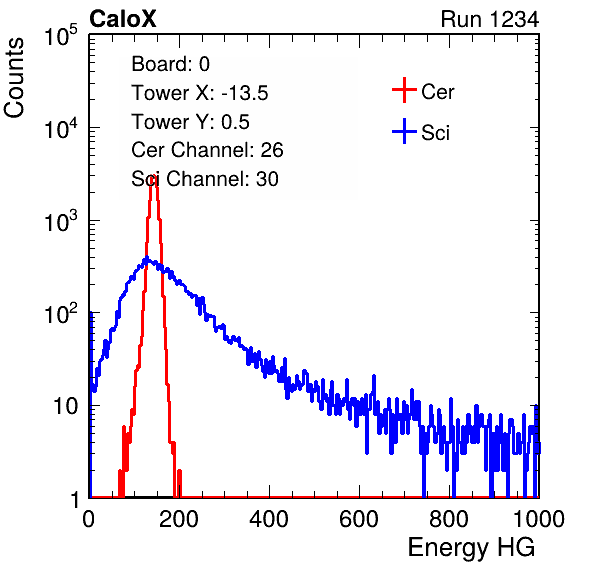 CaloX Run 1234
Counts
10^5
10^4
10^3
10^2
10
1
Board: 0
Tower X: -13.5
Tower Y: 0.5
Cer Channel: 26
Sci Channel: 30
Cer
Sci
0 200 400 600 800 1000
Energy HG